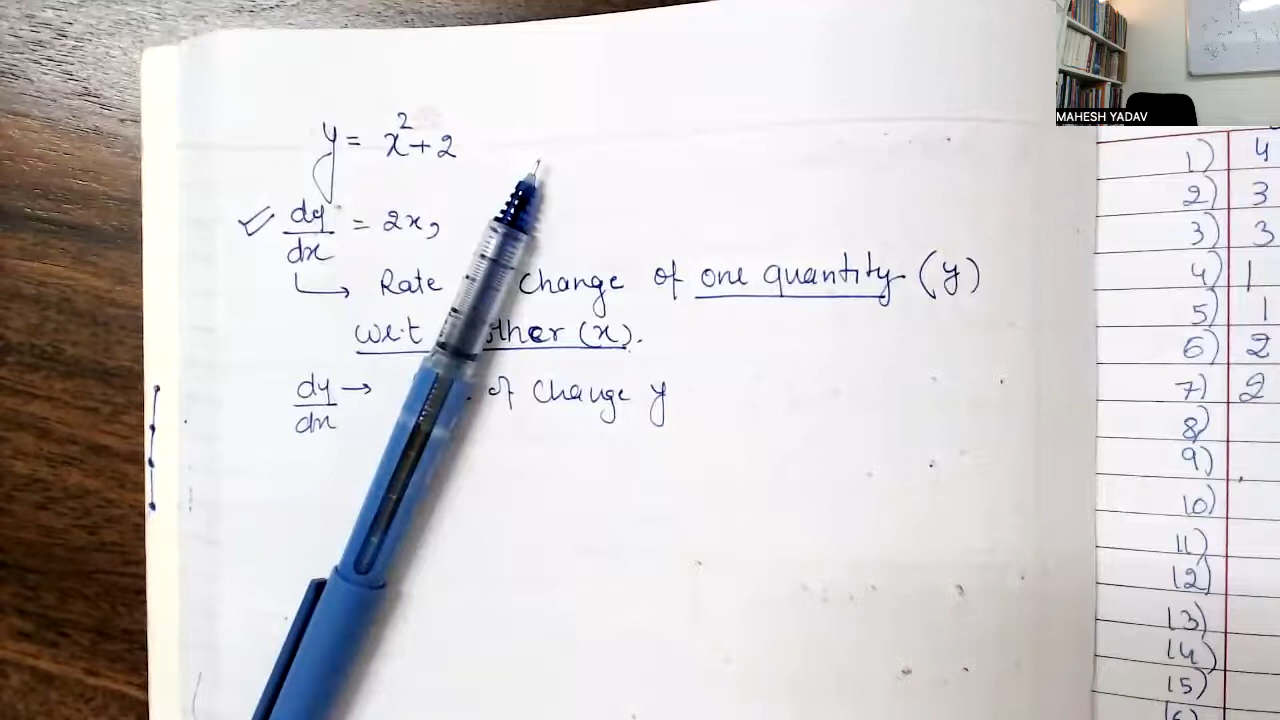 y = x² + 2
dy/dx = 2x,
↳ Rate Change of one quantity (y)
w.r.t other (x).
dy/dx → of Change y
MAHESH YADAV
1) 4
2) 3
3) 3
4) 1
5) 1
6) 2
7) 2
8)
9)
10)
11)
12)
13)
14)
15)